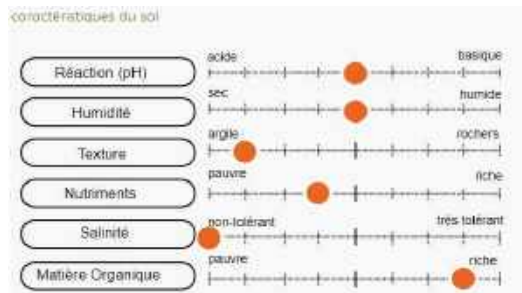 caractéristiques du sol
acide basique
Réaction (pH)
sec humide
Humidité
argile rochers
Texture
pauvre riche
Nutriments
non-tolérant très tolérant
Salinité
pauvre riche
Matière Organique